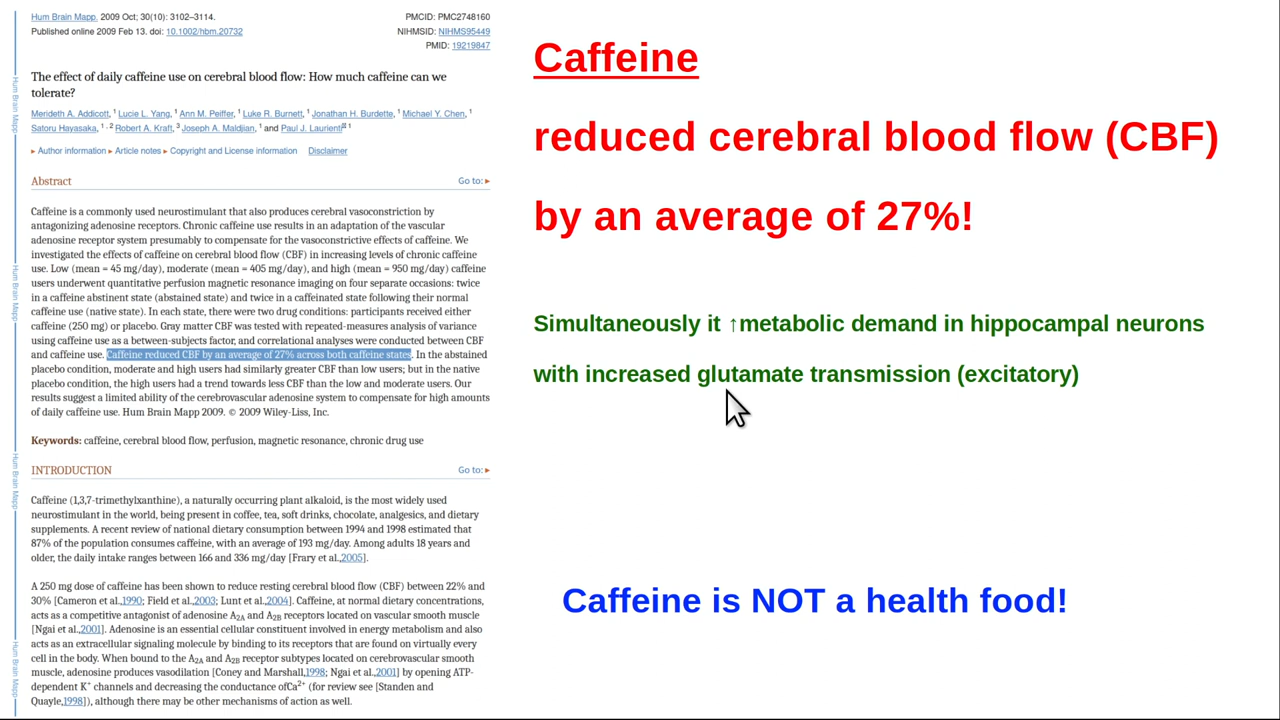 Hum Brain Mapp. 2009 Oct; 30(10): 3102–3114.
Published online 2009 Feb 13. doi: 10.1002/hbm.20732
PMCID: PMC2748160
NIHMSID: NIHMS95449
PMID: 19219847
The effect of daily caffeine use on cerebral blood flow: How much caffeine can we
tolerate?
Merideth A. Addicott, 1 Lucie L. Yang, 1 Ann M. Peiffer, 1 Luke R. Burnett, 1 Jonathan H. Burdette, 1 Michael Y. Chen, 1
Satoru Hayasaka, 1 , 2 Robert A. Kraft, 3 Joseph A. Maldjian, 1 and Paul J. Laurienti✉ 1
▸ Author information ▸ Article notes ▸ Copyright and License information Disclaimer
Abstract
Go to: ▸
Caffeine is a commonly used neurostimulant that also produces cerebral vasoconstriction by
antagonizing adenosine receptors. Chronic caffeine use results in an adaptation of the vascular
adenosine receptor system presumably to compensate for the vasoconstrictive effects of caffeine. We
investigated the effects of caffeine on cerebral blood flow (CBF) in increasing levels of chronic caffeine
use. Low (mean = 45 mg/day), moderate (mean = 405 mg/day), and high (mean = 950 mg/day) caffeine
users underwent quantitative perfusion magnetic resonance imaging on four separate occasions: twice
in a caffeine abstinent state (abstained state) and twice in a caffeinated state following their normal
caffeine use (native state). In each state, there were two drug conditions: participants received either
caffeine (250 mg) or placebo. Gray matter CBF was tested with repeated-measures analysis of variance
using caffeine use as a between-subjects factor, and correlational analyses were conducted between CBF
and caffeine use. Caffeine reduced CBF by an average of 27% across both caffeine states. In the abstained
placebo condition, moderate and high users had similarly greater CBF than low users; but in the native
placebo condition, the high users had a trend towards less CBF than the low and moderate users. Our
results suggest a limited ability of the cerebrovascular adenosine system to compensate for high amounts
of daily caffeine use. Hum Brain Mapp 2009. © 2009 Wiley-Liss, Inc.
Keywords: caffeine, cerebral blood flow, perfusion, magnetic resonance, chronic drug use
INTRODUCTION
Go to: ▸
Caffeine (1,3,7-trimethylxanthine), a naturally occurring plant alkaloid, is the most widely used
neurostimulant in the world, being present in coffee, tea, soft drinks, chocolate, analgesics, and dietary
supplements. A recent review of national dietary consumption between 1994 and 1998 estimated that
87% of the population consumes caffeine, with an average of 193 mg/day. Among adults 18 years and
older, the daily intake ranges between 166 and 336 mg/day [Frary et al.,2005].
A 250 mg dose of caffeine has been shown to reduce resting cerebral blood flow (CBF) between 22% and
30% [Cameron et al.,1990; Field et al.,2003; Lunt et al.,2004]. Caffeine, at normal dietary concentrations,
acts as a competitive antagonist of adenosine A2A and A2B receptors located on vascular smooth muscle
[Ngai et al.,2001]. Adenosine is an essential cellular constituent involved in energy metabolism and also
acts as an extracellular signaling molecule by binding to its receptors that are found on virtually every
cell in the body. When bound to the A2A and A2B receptor subtypes located on cerebrovascular smooth
muscle, adenosine produces vasodilation [Coney and Marshall,1998; Ngai et al.,2001] by opening ATP-
dependent K+ channels and decreasing the conductance ofCa2+ (for review see [Standen and
Quayle,1998]), although there may be other mechanisms of action as well.
Hum Brain Mapp
Hum Brain Mapp
Hum Brain Mapp
Hum Brain Mapp
Caffeine
reduced cerebral blood flow (CBF)
by an average of 27%!
Simultaneously it ↑metabolic demand in hippocampal neurons
with increased glutamate transmission (excitatory)
Caffeine is NOT a health food!